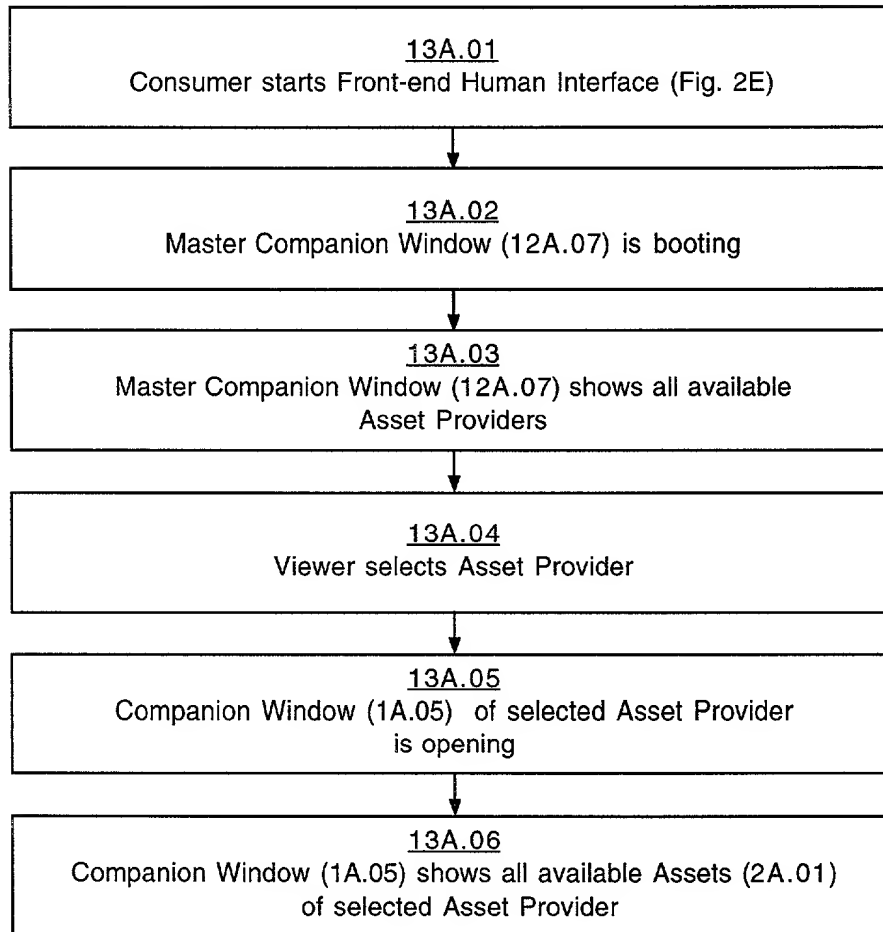 13A.01
Consumer starts Front-end Human Interface (Fig. 2E)
13A.02
Master Companion Window (12A.07) is booting
13A.03
Master Companion Window (12A.07) shows all available
Asset Providers
13A.04
Viewer selects Asset Provider
13A.05
Companion Window (1A.05) of selected Asset Provider
is opening
13A.06
Companion Window (1A.05) shows all available Assets (2A.01)
of selected Asset Provider